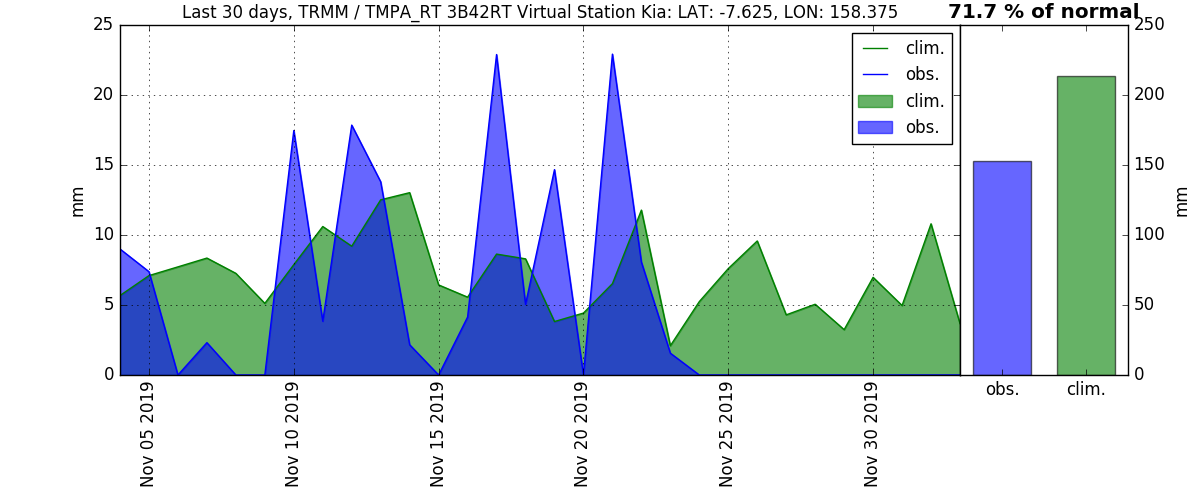 Last 30 days, TRMM / TMPA_RT 3B42RT Virtual Station Kia: LAT: -7.625, LON: 158.375
71.7 % of normal
25
20
15
10
5
0
mm
clim.
obs.
clim.
obs.
Nov 05 2019
Nov 10 2019
Nov 15 2019
Nov 20 2019
Nov 25 2019
Nov 30 2019
250
200
150
100
50
0
mm
obs.
clim.